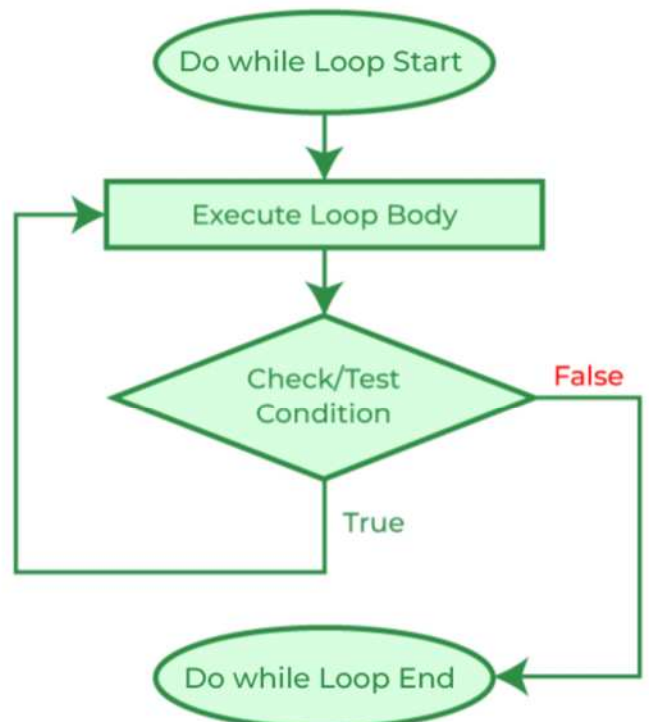 Do while Loop Start
Execute Loop Body
Check/Test
Condition
False
True
Do while Loop End